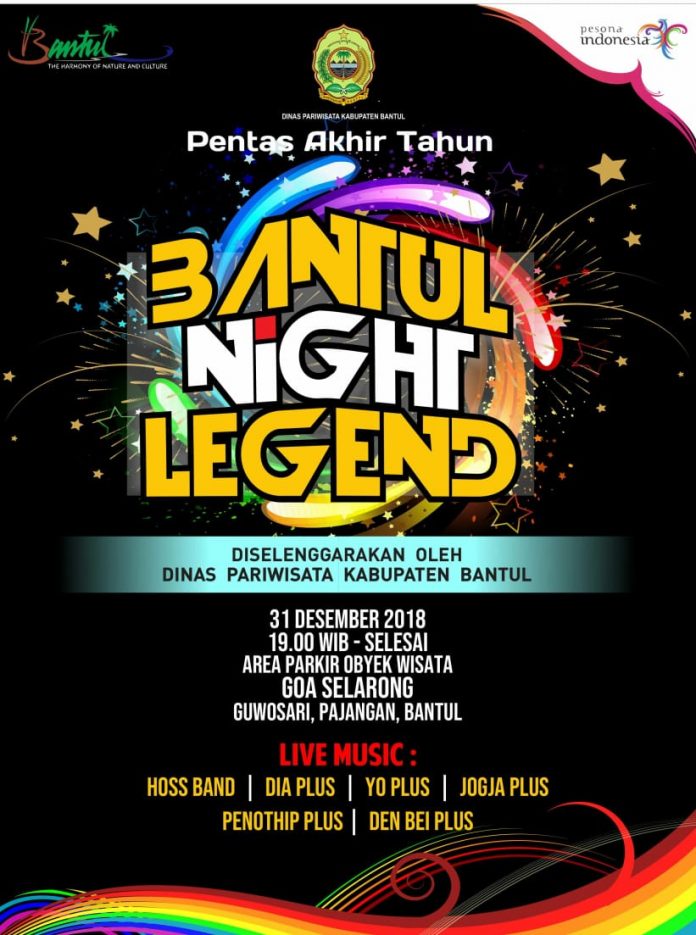 Bantul
THE HARMONY OF NATURE AND CULTURE
pesona
indonesia
DINAS PARIWISATA KABUPATEN BANTUL
Pentas Akhir Tahun
BANTUL
NiGHT
LEGEND
DISELENGGARAKAN OLEH
DINAS PARIWISATA KABUPATEN BANTUL
31 DESEMBER 2018
19.00 WIB - SELESAI
AREA PARKIR OBYEK WISATA
GOA SELARONG
GUWOSARI, PAJANGAN, BANTUL
LIVE MUSIC :
HOSS BAND | DIA PLUS | YO PLUS | JOGJA PLUS
PENOTHIP PLUS | DEN BEI PLUS